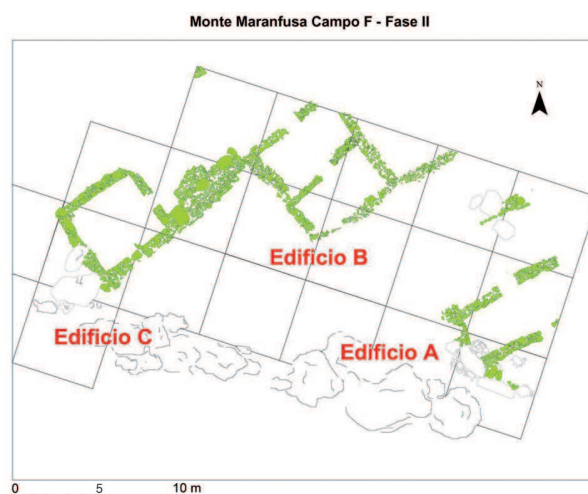 Monte Maranfusa Campo F - Fase II
N
Edificio B
Edificio C
Edificio A
0 5 10 m